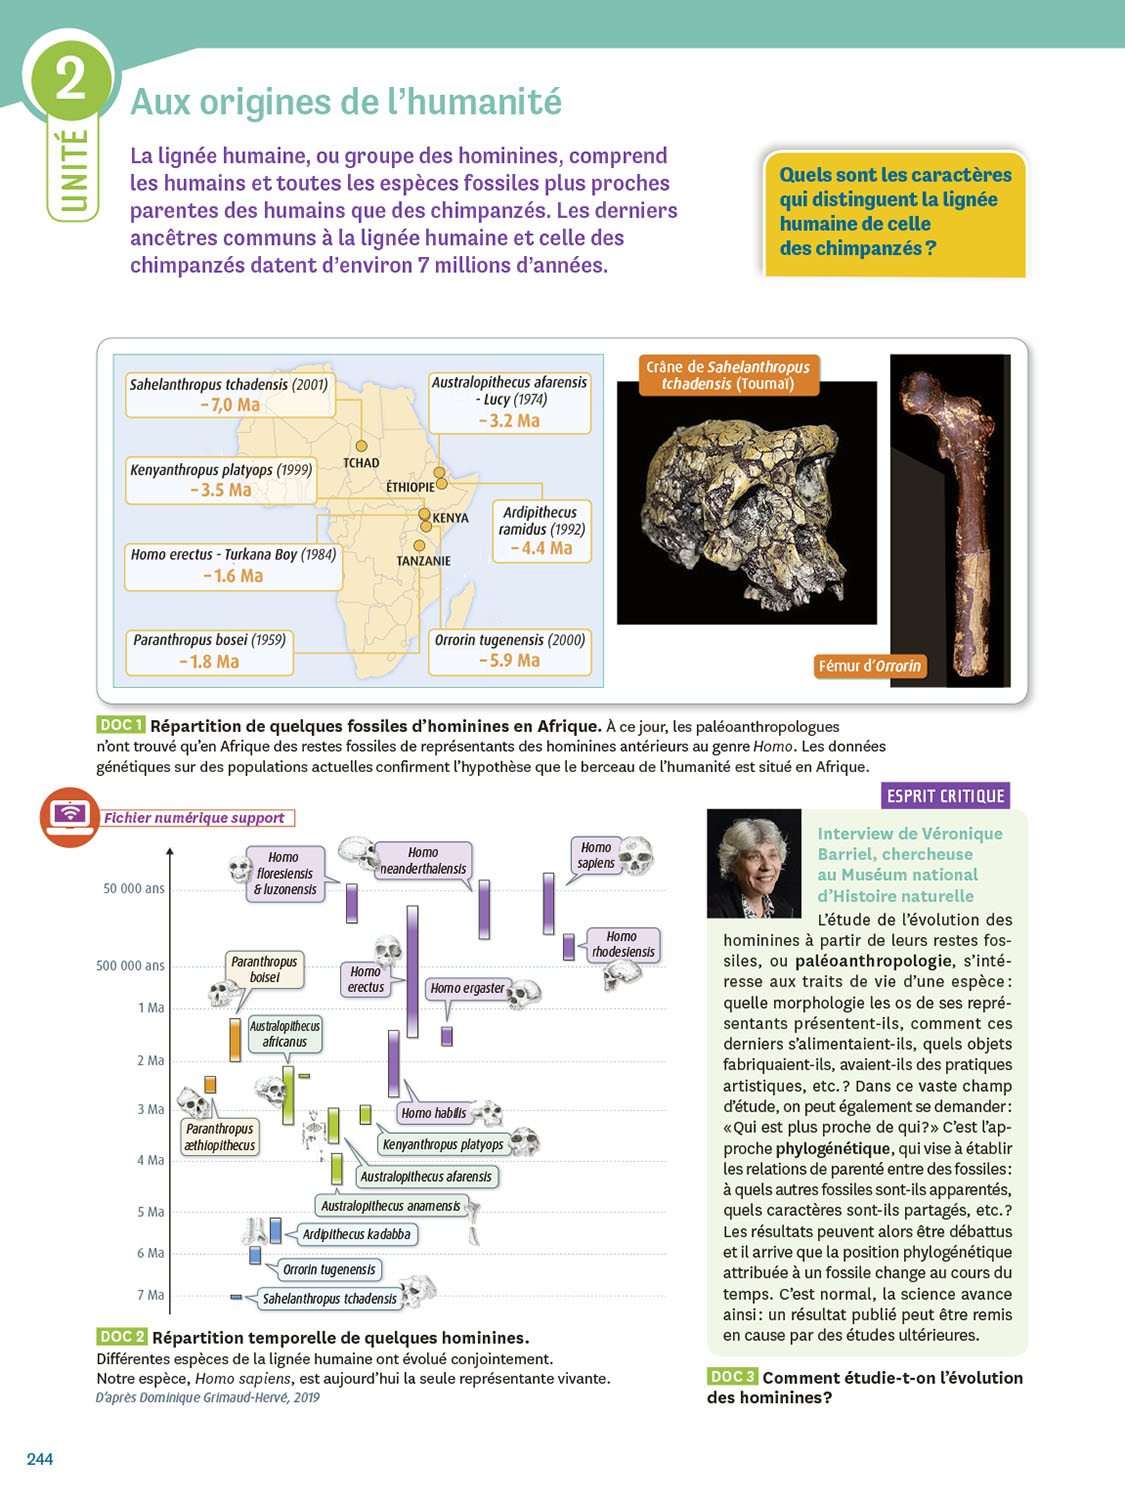 2
UNITÉ
Aux origines de l’humanité
La lignée humaine, ou groupe des hominines, comprend
les humains et toutes les espèces fossiles plus proches
parentes des humains que des chimpanzés. Les derniers
ancêtres communs à la lignée humaine et celle des
chimpanzés datent d’environ 7 millions d’années.
Quels sont les caractères
qui distinguent la lignée
humaine de celle
des chimpanzés ?
Sahelanthropus tchadensis (2001)
– 7,0 Ma
Australopithecus afarensis
- Lucy (1974)
– 3.2 Ma
Kenyanthropus platyops (1999)
– 3.5 Ma
TCHAD
ÉTHIOPIE
KENYA
TANZANIE
Ardipithecus
ramidus (1992)
– 4.4 Ma
Homo erectus - Turkana Boy (1984)
– 1.6 Ma
Paranthropus bosei (1959)
– 1.8 Ma
Orrorin tugenensis (2000)
– 5.9 Ma
Crâne de Sahelanthropus
tchadensis (Toumaï)
Fémur d’Orrorin
DOC 1 Répartition de quelques fossiles d’hominines en Afrique. À ce jour, les paléoanthropologues
n’ont trouvé qu’en Afrique des restes fossiles de représentants des hominines antérieurs au genre Homo. Les données
génétiques sur des populations actuelles confirment l’hypothèse que le berceau de l’humanité est situé en Afrique.
Fichier numérique support
50 000 ans
500 000 ans
1 Ma
2 Ma
3 Ma
4 Ma
5 Ma
6 Ma
7 Ma
Homo
floresiensis
& luzonensis
Homo
neanderthalensis
Homo
sapiens
Homo
rhodesiensis
Paranthropus
boisei
Homo
erectus
Homo ergaster
Australopithecus
africanus
Homo habilis
Paranthropus
æthiopithecus
Kenyanthropus platyops
Australopithecus afarensis
Australopithecus anamensis
Ardipithecus kadabba
Orrorin tugenensis
Sahelanthropus tchadensis
DOC 2 Répartition temporelle de quelques hominines.
Différentes espèces de la lignée humaine ont évolué conjointement.
Notre espèce, Homo sapiens, est aujourd’hui la seule représentante vivante.
D’après Dominique Grimaud-Hervé, 2019
ESPRIT CRITIQUE
Interview de Véronique
Barriel, chercheuse
au Muséum national
d’Histoire naturelle
L’étude de l’évolution des
hominines à partir de leurs restes fos-
siles, ou paléoanthropologie, s’inté-
resse aux traits de vie d’une espèce :
quelle morphologie les os de ses repré-
sentants présentent-ils, comment ces
derniers s’alimentaient-ils, quels objets
fabriquaient-ils, avaient-ils des pratiques
artistiques, etc. ? Dans ce vaste champ
d’étude, on peut également se demander :
« Qui est plus proche de qui ? » C’est l’ap-
proche phylogénétique, qui vise à établir
les relations de parenté entre des fossiles :
à quels autres fossiles sont-ils apparentés,
quels caractères sont-ils partagés, etc. ?
Les résultats peuvent alors être débattus
et il arrive que la position phylogénétique
attribuée à un fossile change au cours du
temps. C’est normal, la science avance
ainsi : un résultat publié peut être remis
en cause par des études ultérieures.
DOC 3 Comment étudie-t-on l’évolution
des hominines ?
244